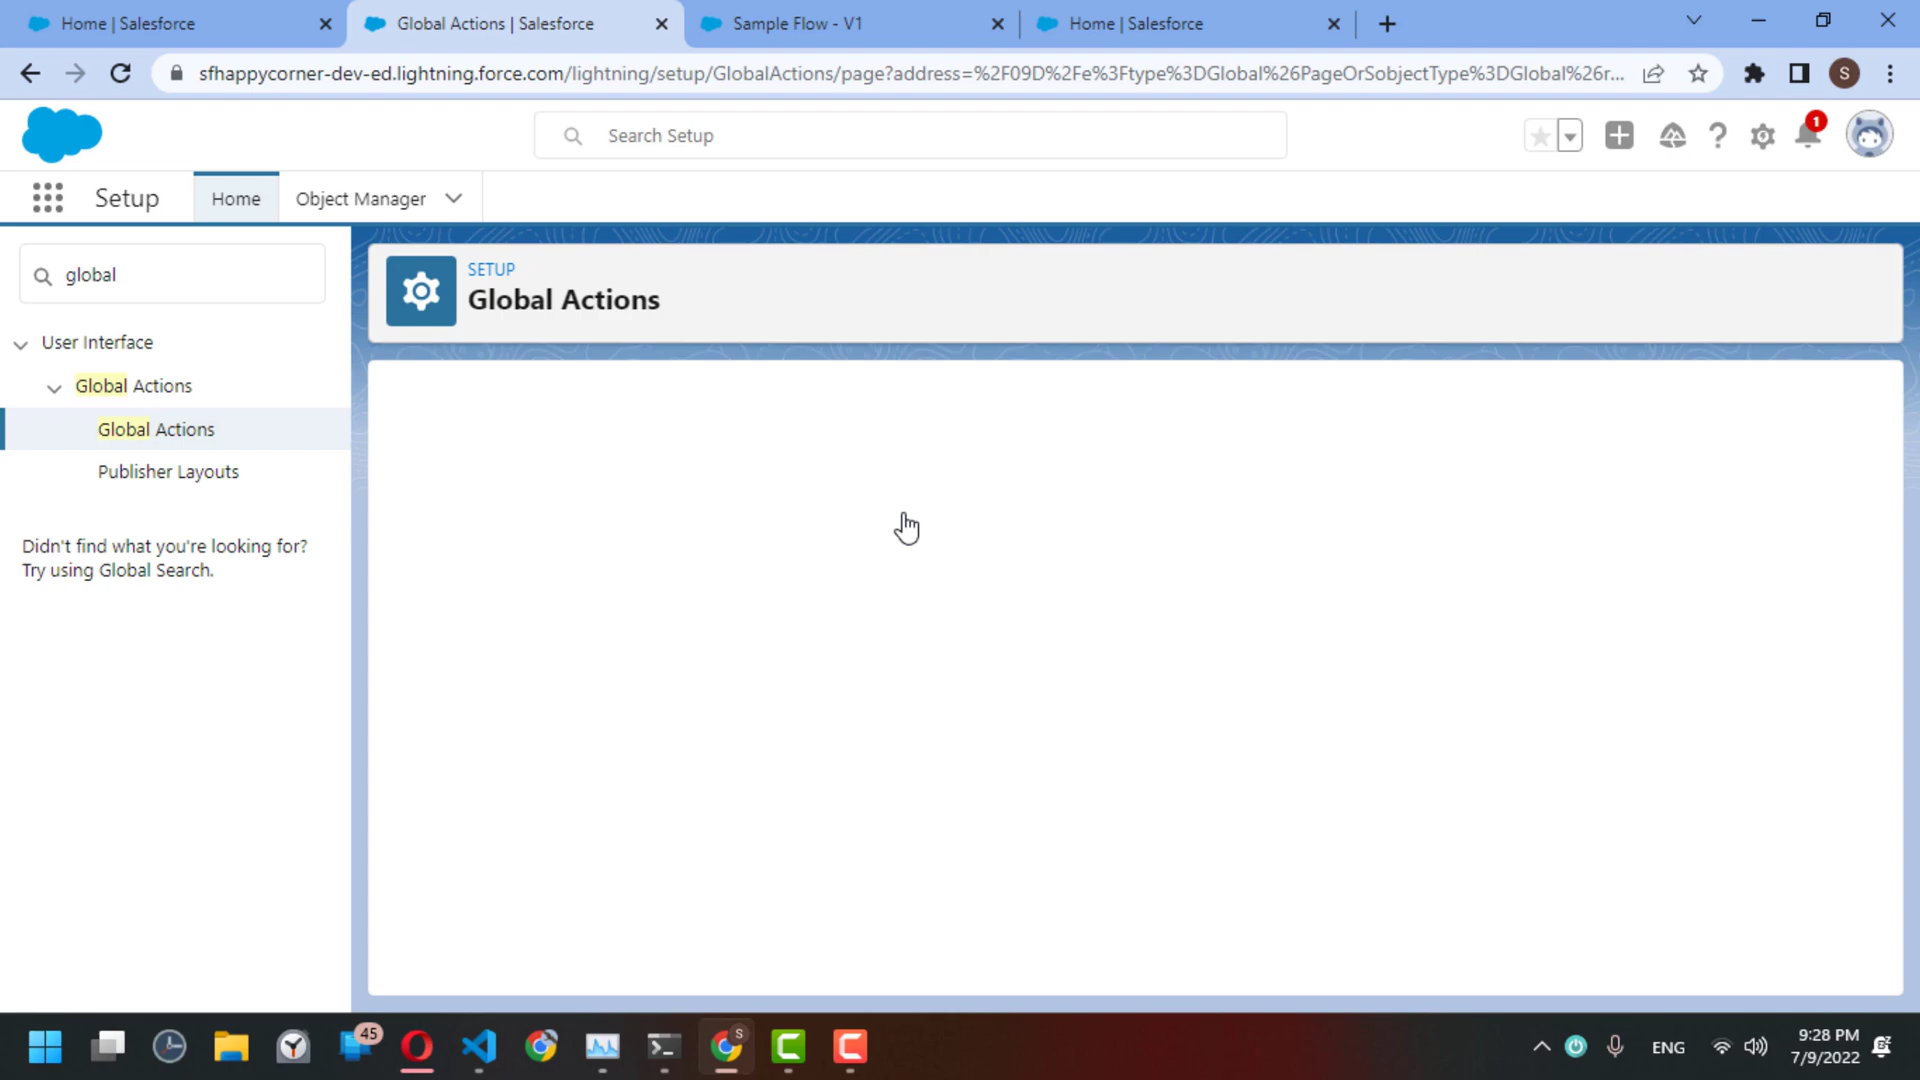 Home | Salesforce
Global Actions | Salesforce
Sample Flow - V1
Home | Salesforce
sfhappycorner-dev-ed.lightning.force.com/lightning/setup/GlobalActions/page?address=%2F09D%2Fe%3Ftype%3DGlobal%26PageOrSobjectType%3DGlobal%26r...
S
Search Setup
1
Setup
Home
Object Manager
global
SETUP
Global Actions
User Interface
Global Actions
Global Actions
Publisher Layouts
Didn't find what you're looking for?
Try using Global Search.
45
S
ENG
9:28 PM
7/9/2022